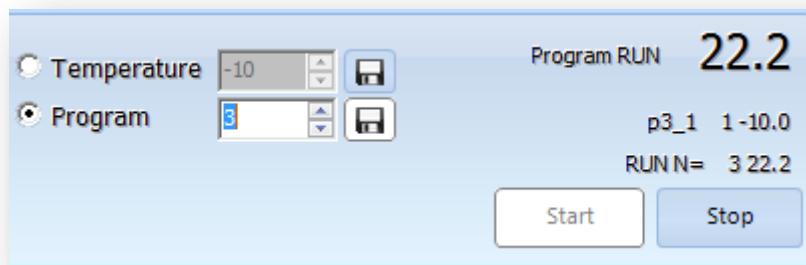 Temperature -10
Program RUN 22.2
Program 3
p3_1 1 -10.0
RUN N= 3 22.2
Start Stop